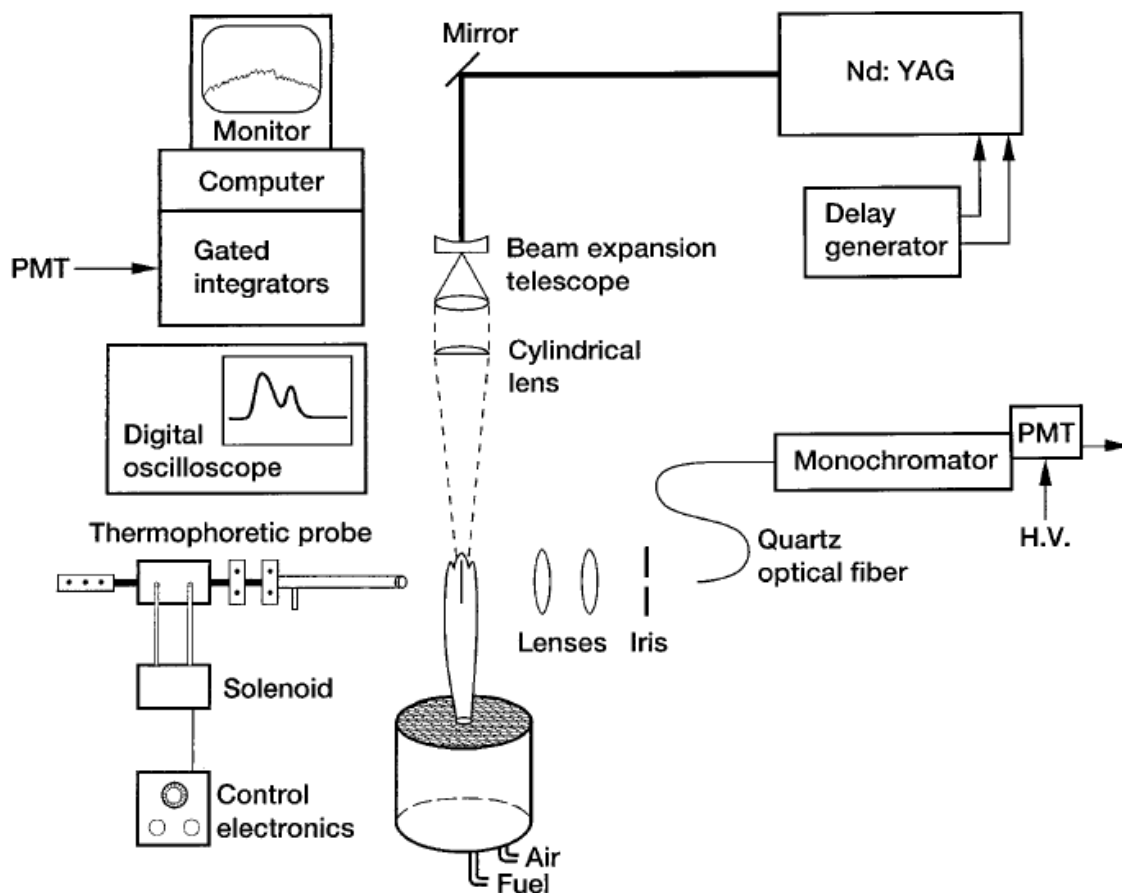 Mirror
Nd: YAG
Monitor
Computer
Gated
integrators
PMT
Delay
generator
Beam expansion
telescope
Cylindrical
lens
Digital
oscilloscope
Monochromator
PMT
H.V.
Quartz
optical fiber
Thermophoretic probe
Lenses
Iris
Solenoid
Control
electronics
Air
Fuel